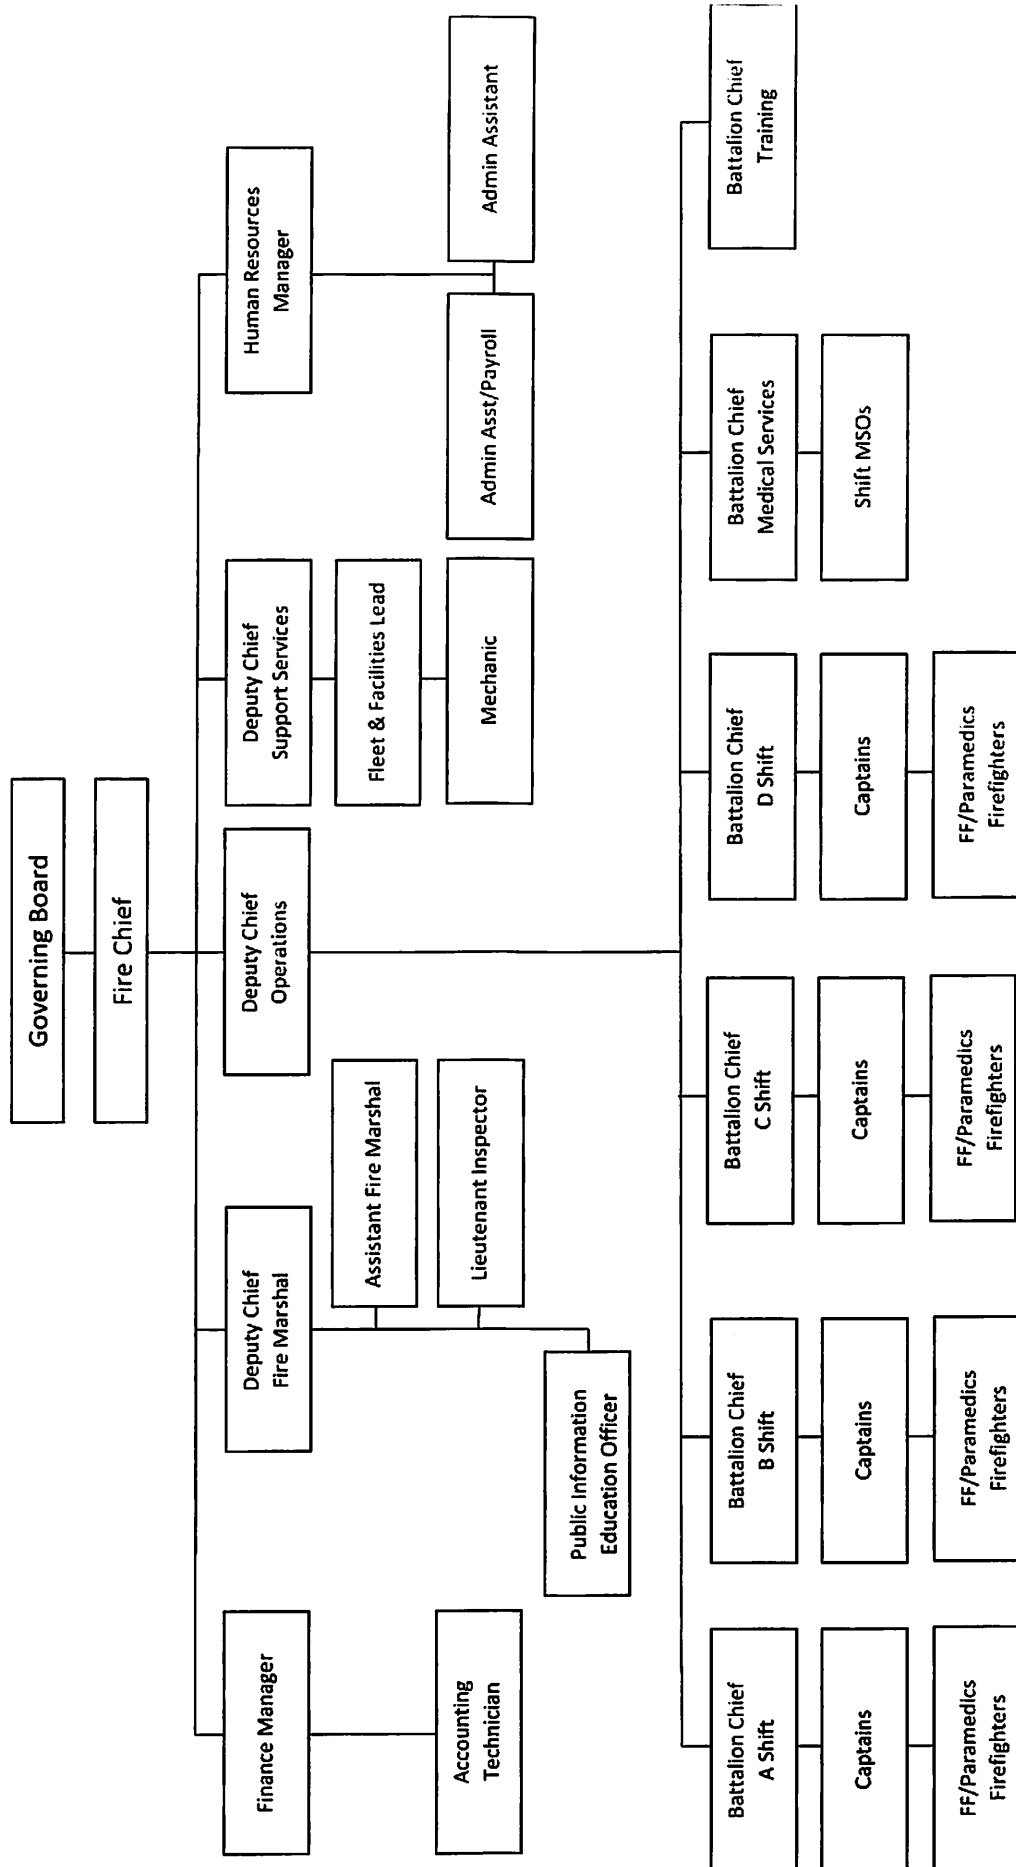 Governing Board
Fire Chief
Finance Manager
Deputy Chief
Fire Marshal
Deputy Chief
Operations
Deputy Chief
Support Services
Human Resources
Manager
Assistant Fire Marshal
Fleet & Facilities Lead
Accounting
Technician
Lieutenant Inspector
Mechanic
Admin Asst/Payroll
Admin Assistant
Public Information
Education Officer
Battalion Chief
A Shift
Battalion Chief
B Shift
Battalion Chief
C Shift
Battalion Chief
D Shift
Battalion Chief
Medical Services
Battalion Chief
Training
Captains
Captains
Captains
Captains
Shift MSOs
FF/Paramedics
Firefighters
FF/Paramedics
Firefighters
FF/Paramedics
Firefighters
FF/Paramedics
Firefighters